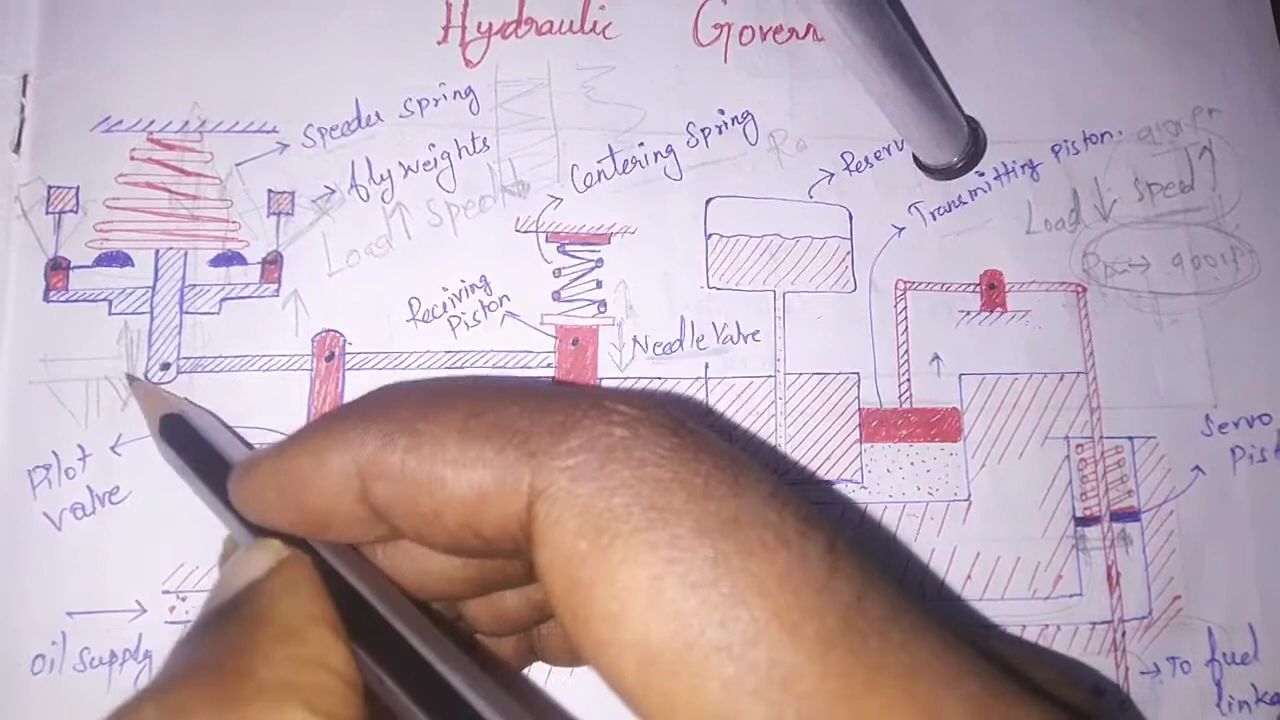 Hydraulic Govern
Speeder Spring
fly weights
Load↑ Speed
Centering Spring
Reserv
Transmitting piston.
Load↓ Speed↑
Receiving
Piston
Needle Valve
Pilot
valve
Servo
Pist
Oil Supply
To fuel
linka